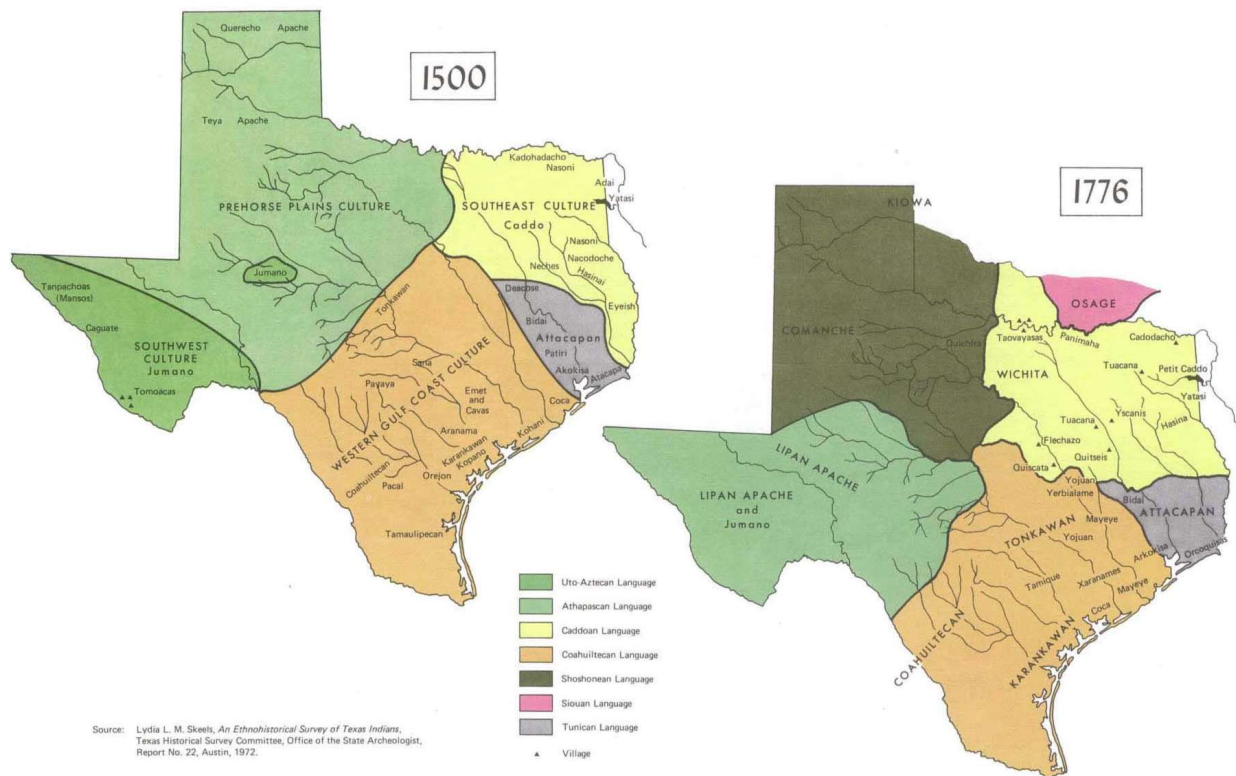 1500
Querecho Apache
Teya Apache
PREHORSE PLAINS CULTURE
Jumano
Kadohadacho
Nasoni
Adai
Yatasi
SOUTHEAST CULTURE
Caddo
Nasoni
Nacodoche
Neches
Hasinai
Eyeish
Deadose
Bidai
Attacapan
Patiri
Akokisa
Atacapa
Tanpachoas
(Mansos)
Caguate
SOUTHWEST
CULTURE
Jumano
Tomoacas
Tonkawan
WESTERN GULF COAST CULTURE
Sana
Payaya
Emet
and
Cavas
Coca
Aranama
Kohani
Karankawan
Kopano
Orejon
Coahuiltecan
Pacal
Tamaulipecan
1776
KIOWA
COMANCHE
Quichira
OSAGE
Taovayasas
Panimaha
Cadodacho
WICHITA
Tuacana
Petit Caddo
Yatasi
Tuacana
Yscanis
Hasina
Flechazo
Quitseis
Quiscata
LIPAN APACHE
LIPAN APACHE
and
Jumano
Yojuan
Yerbialame
Bidai
ATTACAPAN
Mayeye
TONKAWAN
Yojuan
Arkokisa
Orcoquisas
Tamique
Xaranames
Mayeye
Coca
COAHUILTECAN
KARANKAWAN
Uto-Aztecan Language
Athapascan Language
Caddoan Language
Coahuiltecan Language
Shoshonean Language
Siouan Language
Tunican Language
Village
Source: Lydia L. M. Skeels, An Ethnohistorical Survey of Texas Indians,
Texas Historical Survey Committee, Office of the State Archeologist,
Report No. 22, Austin, 1972.